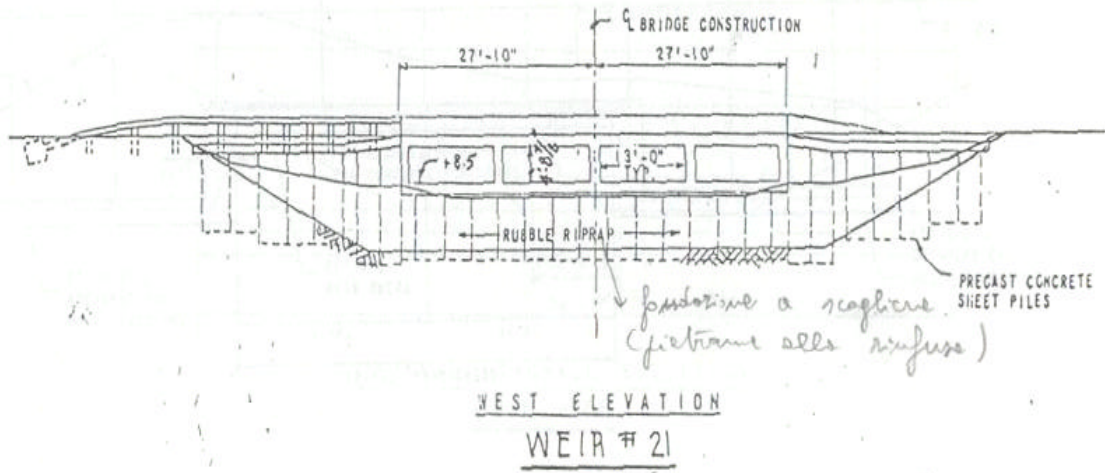 ℄ BRIDGE CONSTRUCTION
27'-10" 27'-10"
+8.5
13'-0"
TYP.
RUBBLE RIPRAP
PRECAST CONCRETE
SHEET PILES
fondazione a scogliera
(pietrame alla rinfusa)
WEST ELEVATION
WEIR # 21